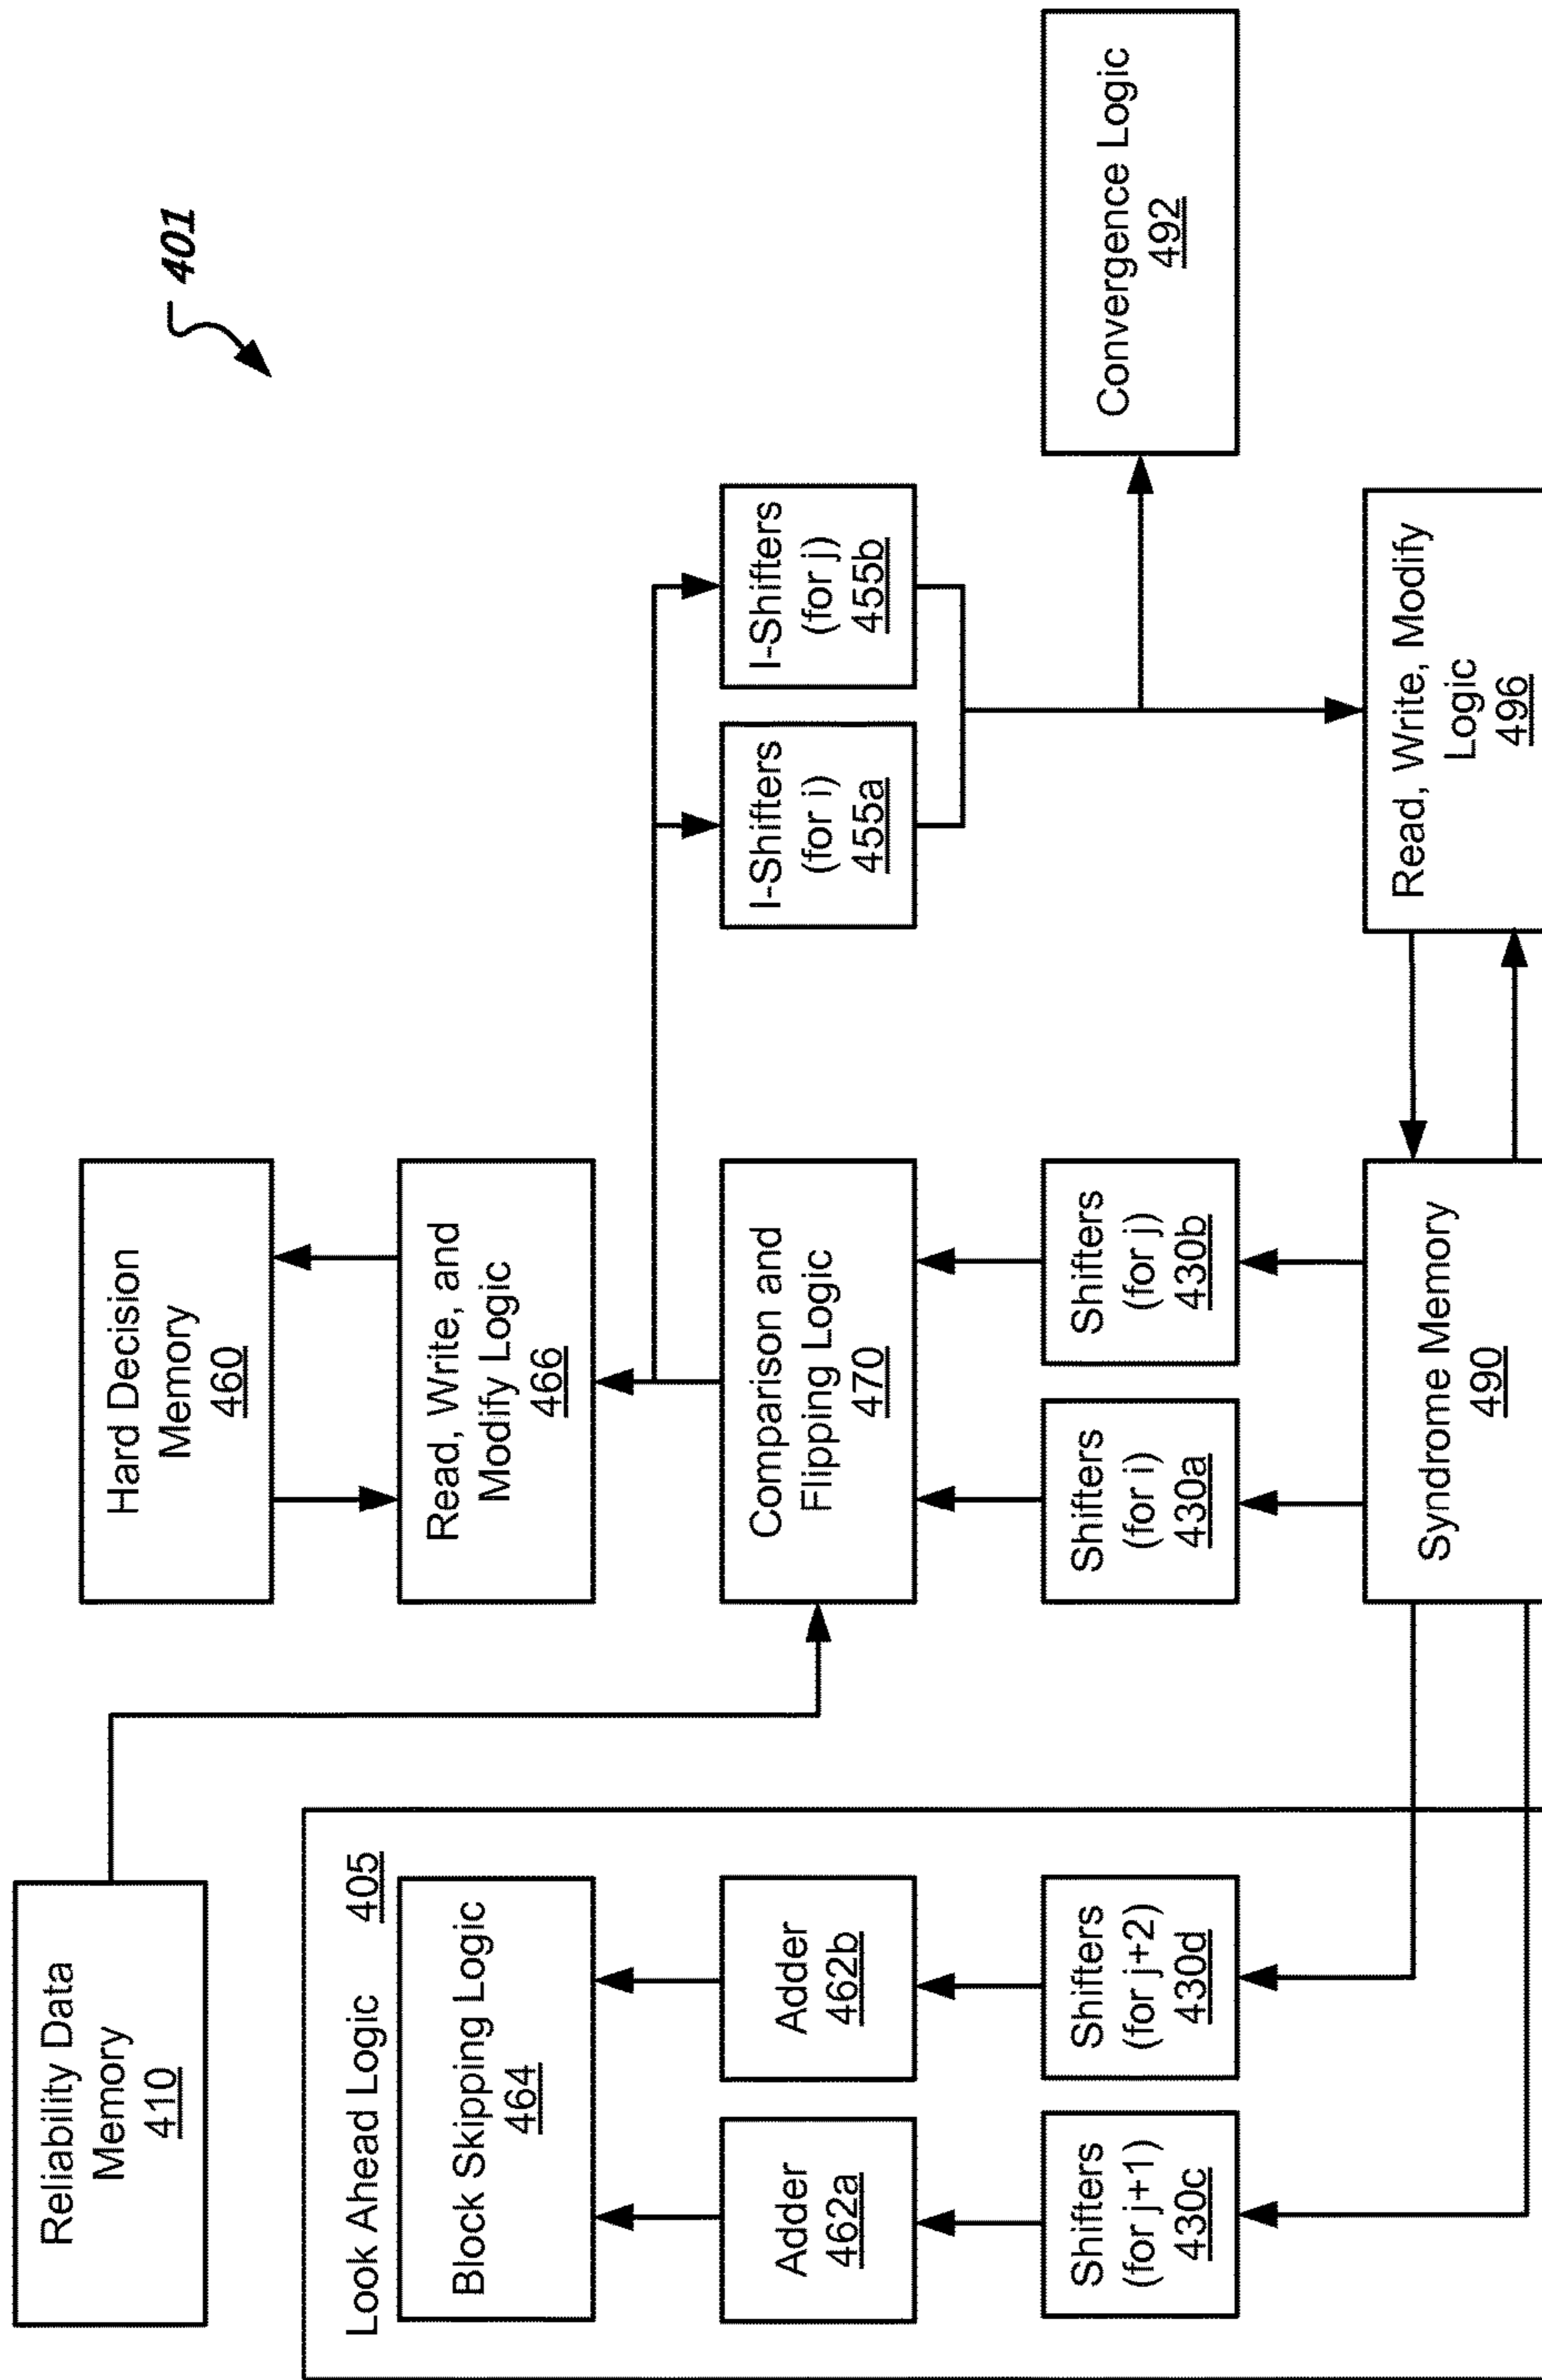 401
Reliability Data
Memory
410
Hard Decision
Memory
460
Look Ahead Logic 405
Block Skipping Logic
464
Read, Write, and
Modify Logic
466
Adder
462a
Adder
462b
Comparison and
Flipping Logic
470
I-Shifters
(for i)
455a
I-Shifters
(for j)
455b
Shifters
(for j+1)
430c
Shifters
(for j+2)
430d
Shifters
(for i)
430a
Shifters
(for j)
430b
Convergence Logic
492
Syndrome Memory
490
Read, Write, Modify
Logic
496